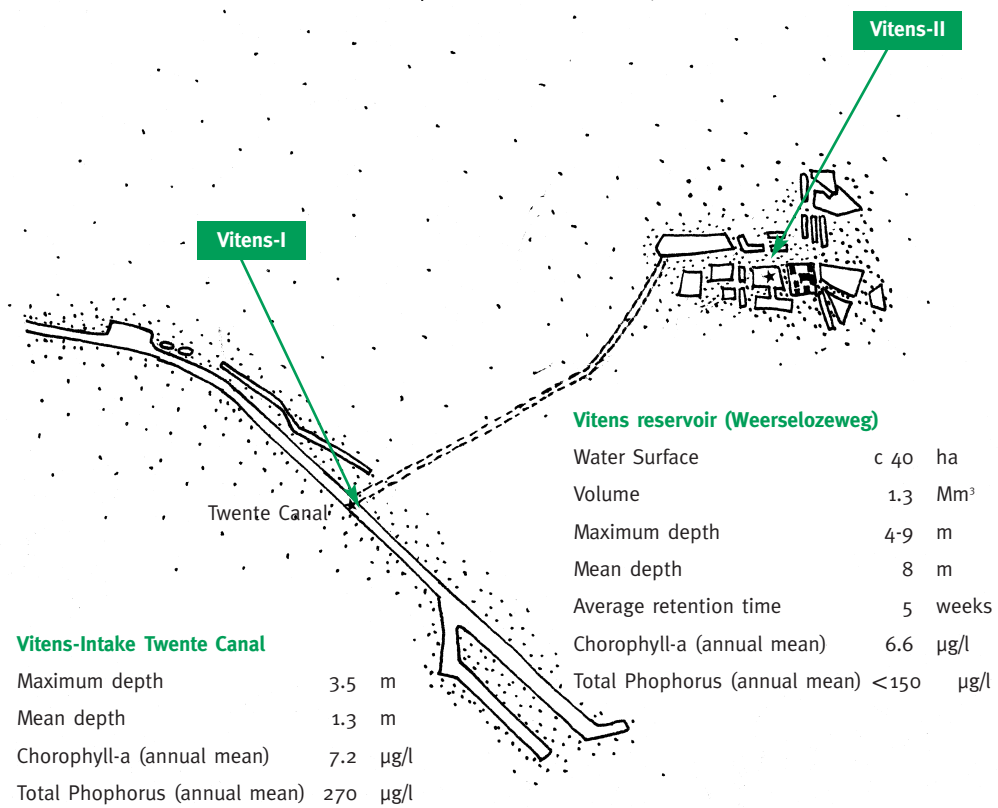 Vitens-II
Vitens-I
Twente Canal
Vitens reservoir (Weerselozeweg)
Water Surface c 40 ha
Volume 1.3 Mm³
Maximum depth 4-9 m
Mean depth 8 m
Average retention time 5 weeks
Chorophyll-a (annual mean) 6.6 µg/l
Total Phophorus (annual mean) <150 µg/l
Vitens-Intake Twente Canal
Maximum depth 3.5 m
Mean depth 1.3 m
Chorophyll-a (annual mean) 7.2 µg/l
Total Phophorus (annual mean) 270 µg/l